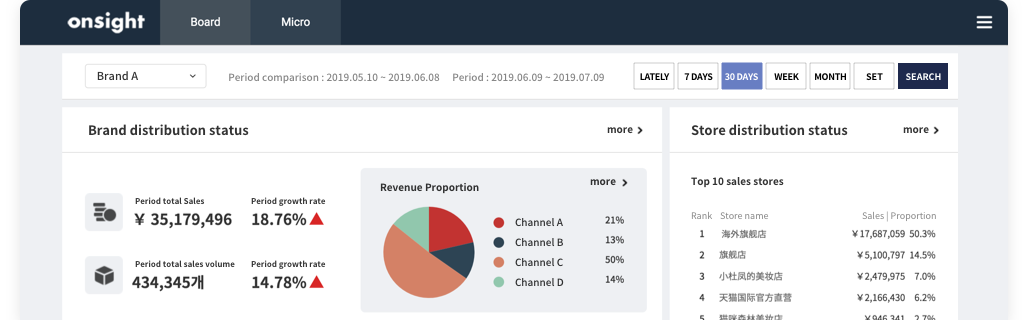 onsight Board Micro
Brand A Period comparison : 2019.05.10 ~ 2019.06.08 Period : 2019.06.09 ~ 2019.07.09 LATELY 7 DAYS 30 DAYS WEEK MONTH SET SEARCH
Brand distribution status more
Period total Sales Period growth rate
¥ 35,179,496 18.76%
Period total sales volume Period growth rate
434,345개 14.78%
Revenue Proportion more
Channel A 21%
Channel B 13%
Channel C 50%
Channel D 14%
Store distribution status more
Top 10 sales stores
Rank Store name Sales | Proportion
1 海外旗舰店 ¥17,687,059 50.3%
2 旗舰店 ¥5,100,797 14.5%
3 小杜凤的美妆店 ¥2,479,975 7.0%
4 天猫国际官方直营 ¥2,166,430 6.2%
5 猫咪森林美妆店 ¥946,341 2.7%